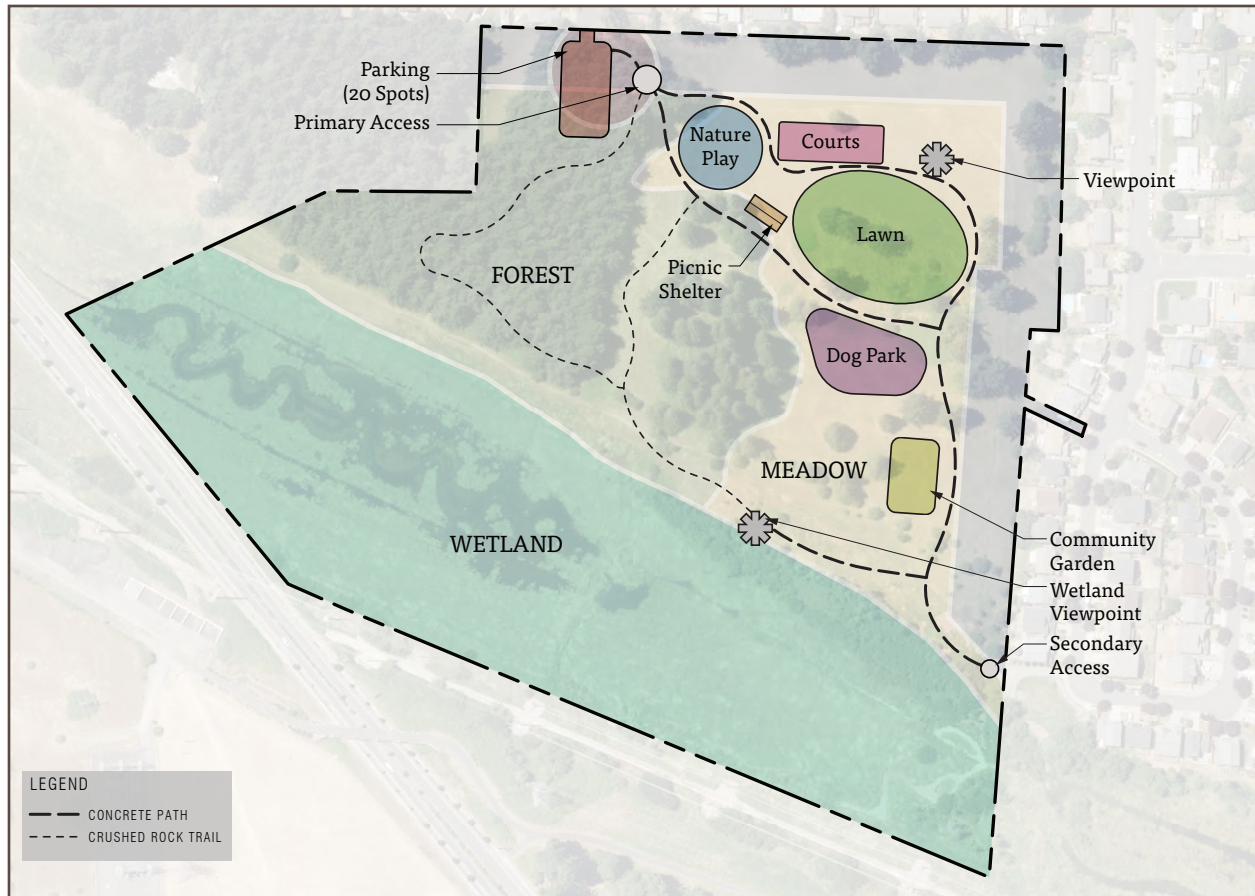 Parking
(20 Spots)
Primary Access
Nature
Play
Courts
Viewpoint
Lawn
Picnic
Shelter
FOREST
Dog Park
MEADOW
WETLAND
Community
Garden
Wetland
Viewpoint
Secondary
Access
LEGEND
CONCRETE PATH
CRUSHED ROCK TRAIL